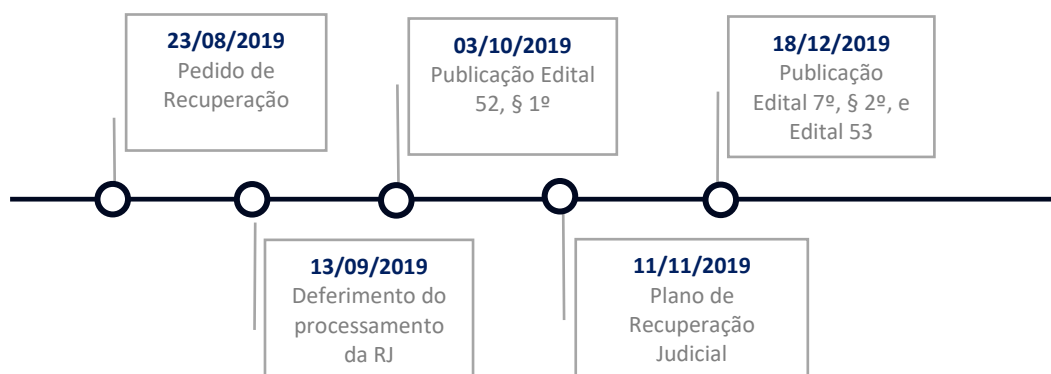 23/08/2019
Pedido de
Recuperação
03/10/2019
Publicação Edital
52, § 1º
18/12/2019
Publicação
Edital 7º, § 2º, e
Edital 53
13/09/2019
Deferimento do
processamento
da RJ
11/11/2019
Plano de
Recuperação
Judicial